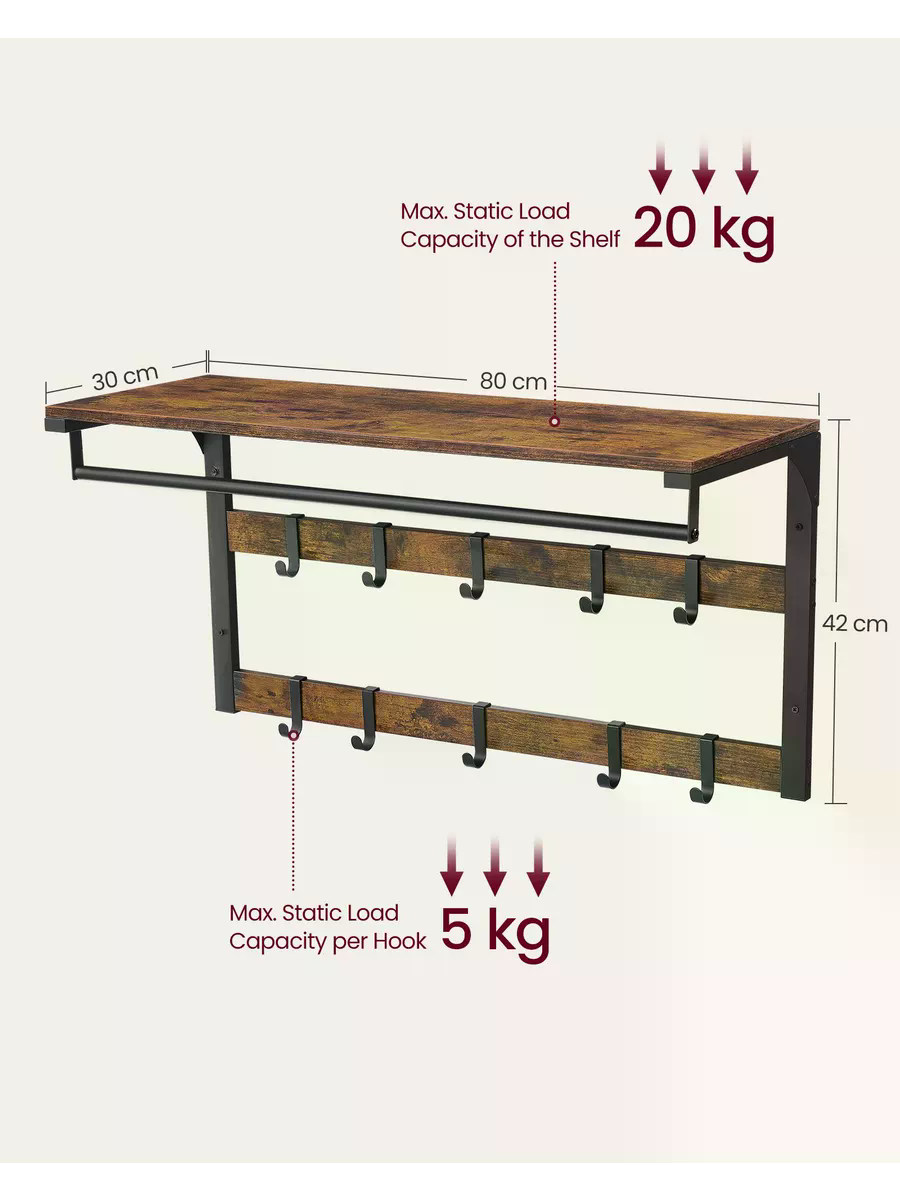 Max. Static Load
Capacity of the Shelf
20 kg
30 cm
80 cm
42 cm
Max. Static Load
Capacity per Hook
5 kg